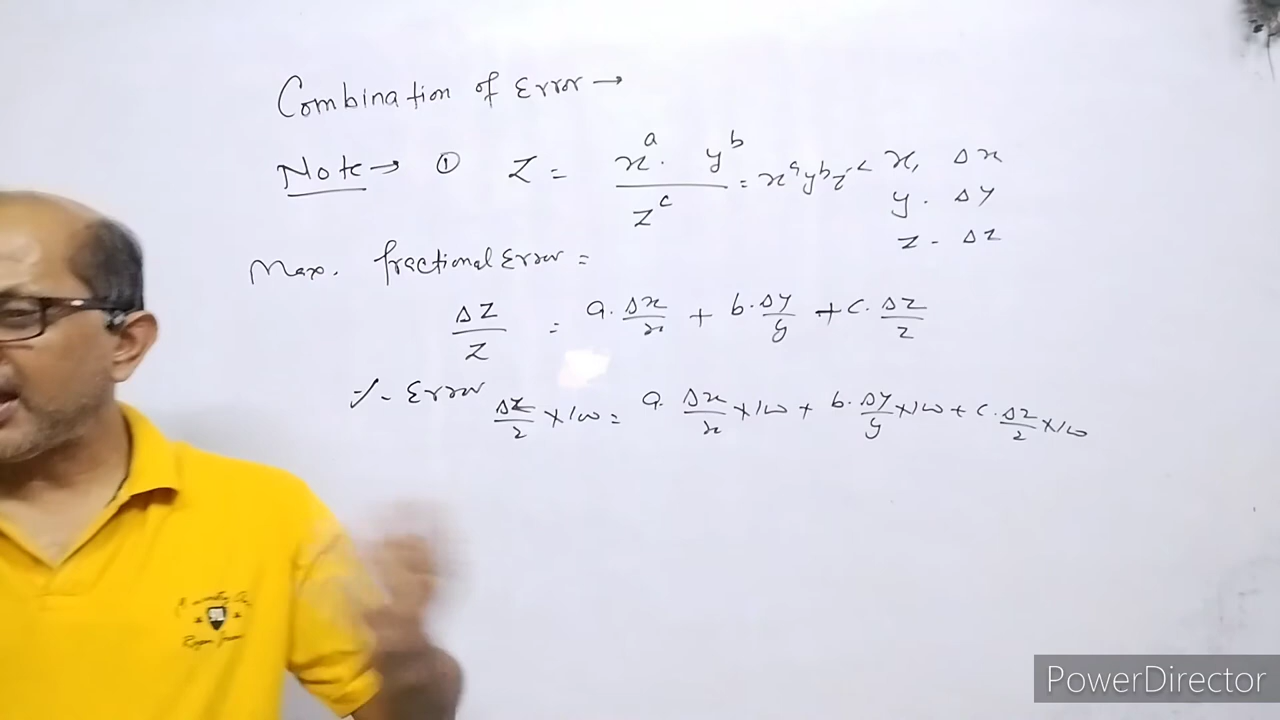 Combination of Error →
Note → ① Z = x^a · y^b / z^c = x^a y^b z^-c
x, Δx
y · Δy
z - Δz
Max. fractional Error =
ΔZ/Z = a · Δx/x + b · Δy/y + c · Δz/z
·/- Error Δz/z × 100 = a · Δx/x × 100 + b · Δy/y × 100 + c · Δz/z × 100
PowerDirector